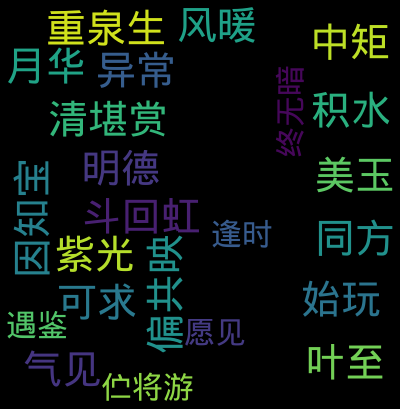 重泉生
风暖
中矩
月华
异常
终无暗
积水
清堪赏
明德
美玉
因知宝
斗回虹
逢时
同方
紫光
俯共映
可求
始玩
遇鉴
愿见
气见
伫将游
叶至